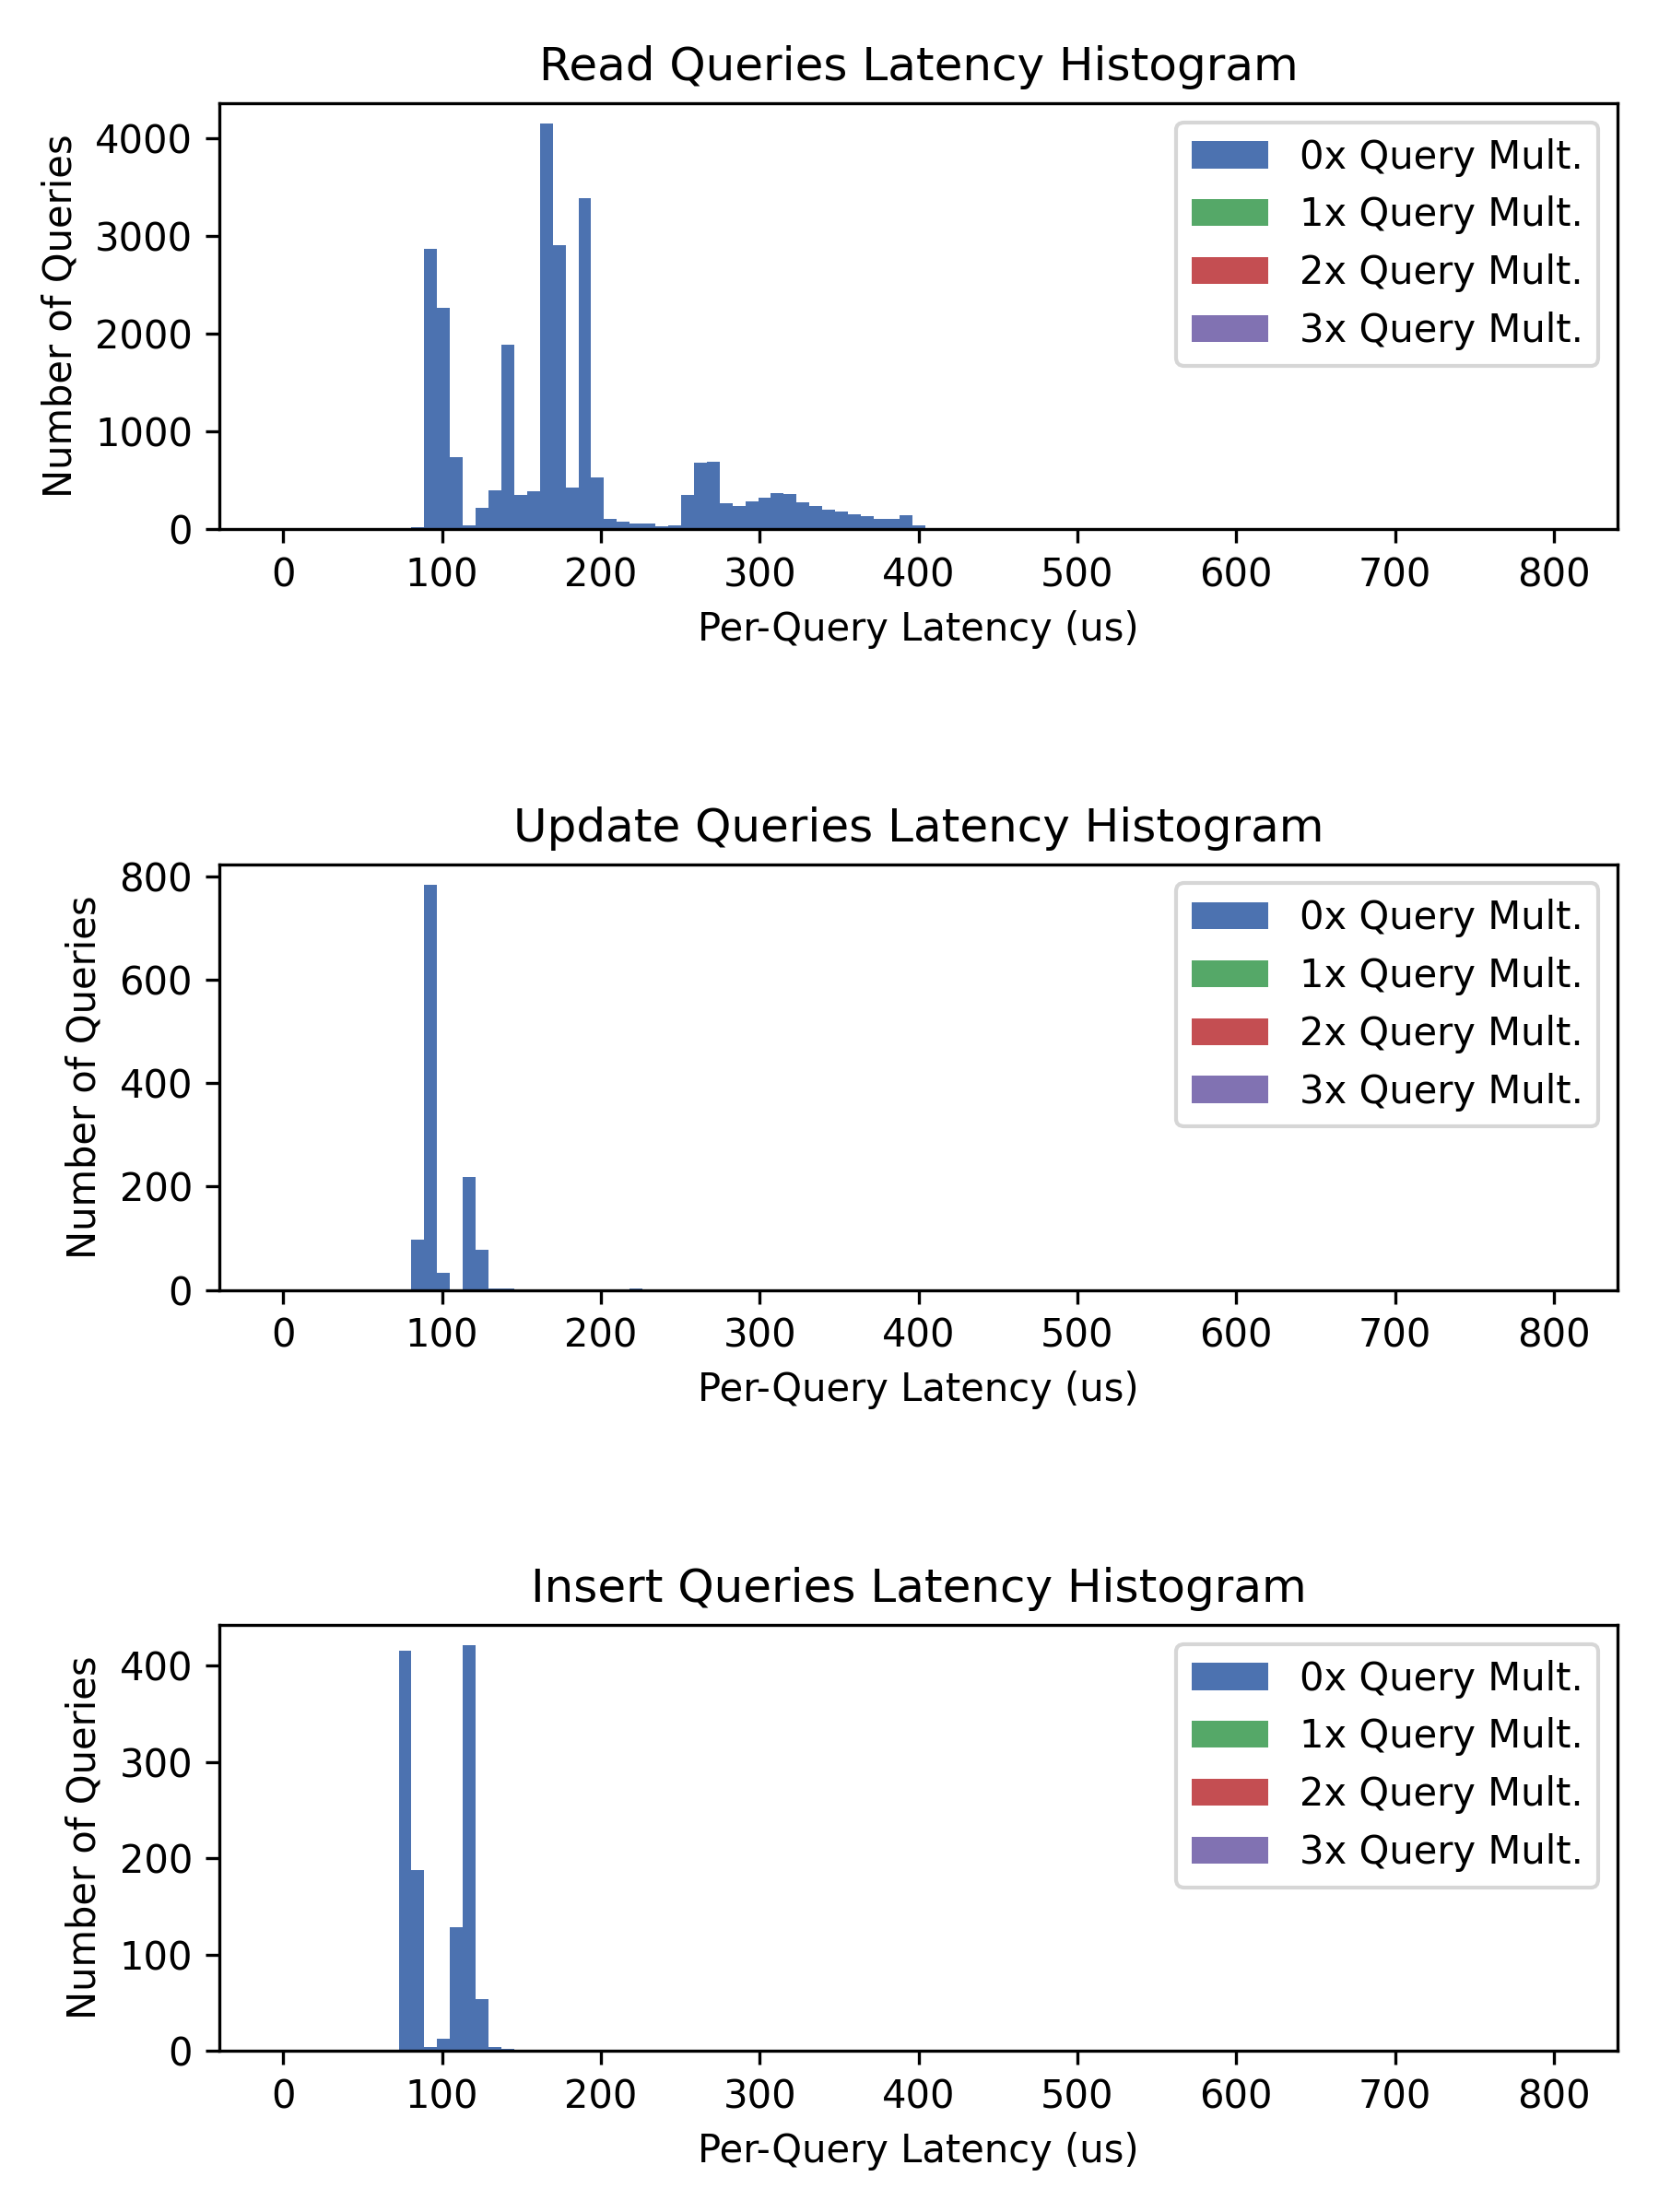 Read Queries Latency Histogram
Number of Queries
4000
3000
2000
1000
0
0x Query Mult.
1x Query Mult.
2x Query Mult.
3x Query Mult.
0 100 200 300 400 500 600 700 800
Per-Query Latency (us)
Update Queries Latency Histogram
Number of Queries
800
600
400
200
0
0x Query Mult.
1x Query Mult.
2x Query Mult.
3x Query Mult.
0 100 200 300 400 500 600 700 800
Per-Query Latency (us)
Insert Queries Latency Histogram
Number of Queries
400
300
200
100
0
0x Query Mult.
1x Query Mult.
2x Query Mult.
3x Query Mult.
0 100 200 300 400 500 600 700 800
Per-Query Latency (us)